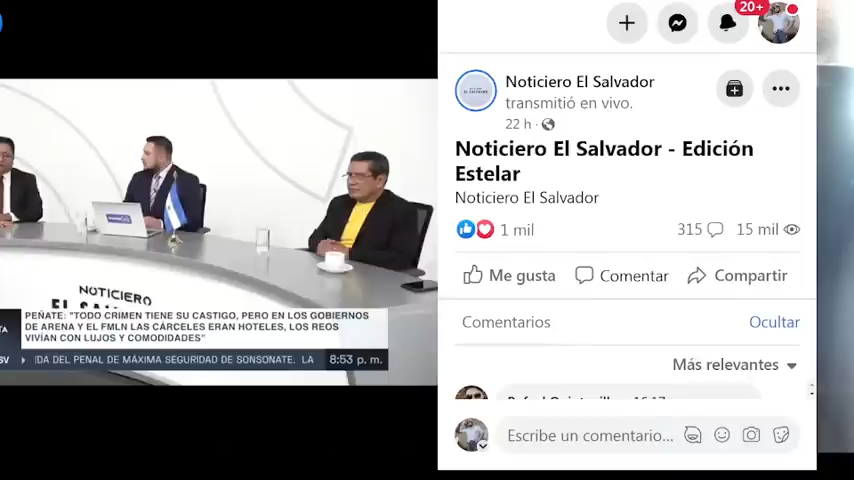 20+
Noticiero El Salvador
transmitió en vivo.
22 h
Noticiero El Salvador - Edición
Estelar
Noticiero El Salvador
1 mil
315
15 mil
Me gusta
Comentar
Compartir
Comentarios
Ocultar
Más relevantes
Escribe un comentario...
NOTICIERO
PEÑATE: "TODO CRIMEN TIENE SU CASTIGO, PERO EN LOS GOBIERNOS
DE ARENA Y EL FMLN LAS CÁRCELES ERAN HOTELES, LOS REOS
VIVÍAN CON LUJOS Y COMODIDADES"
SV
IDA DEL PENAL DE MÁXIMA SEGURIDAD DE SONSONATE. LA
8:53 p. m.